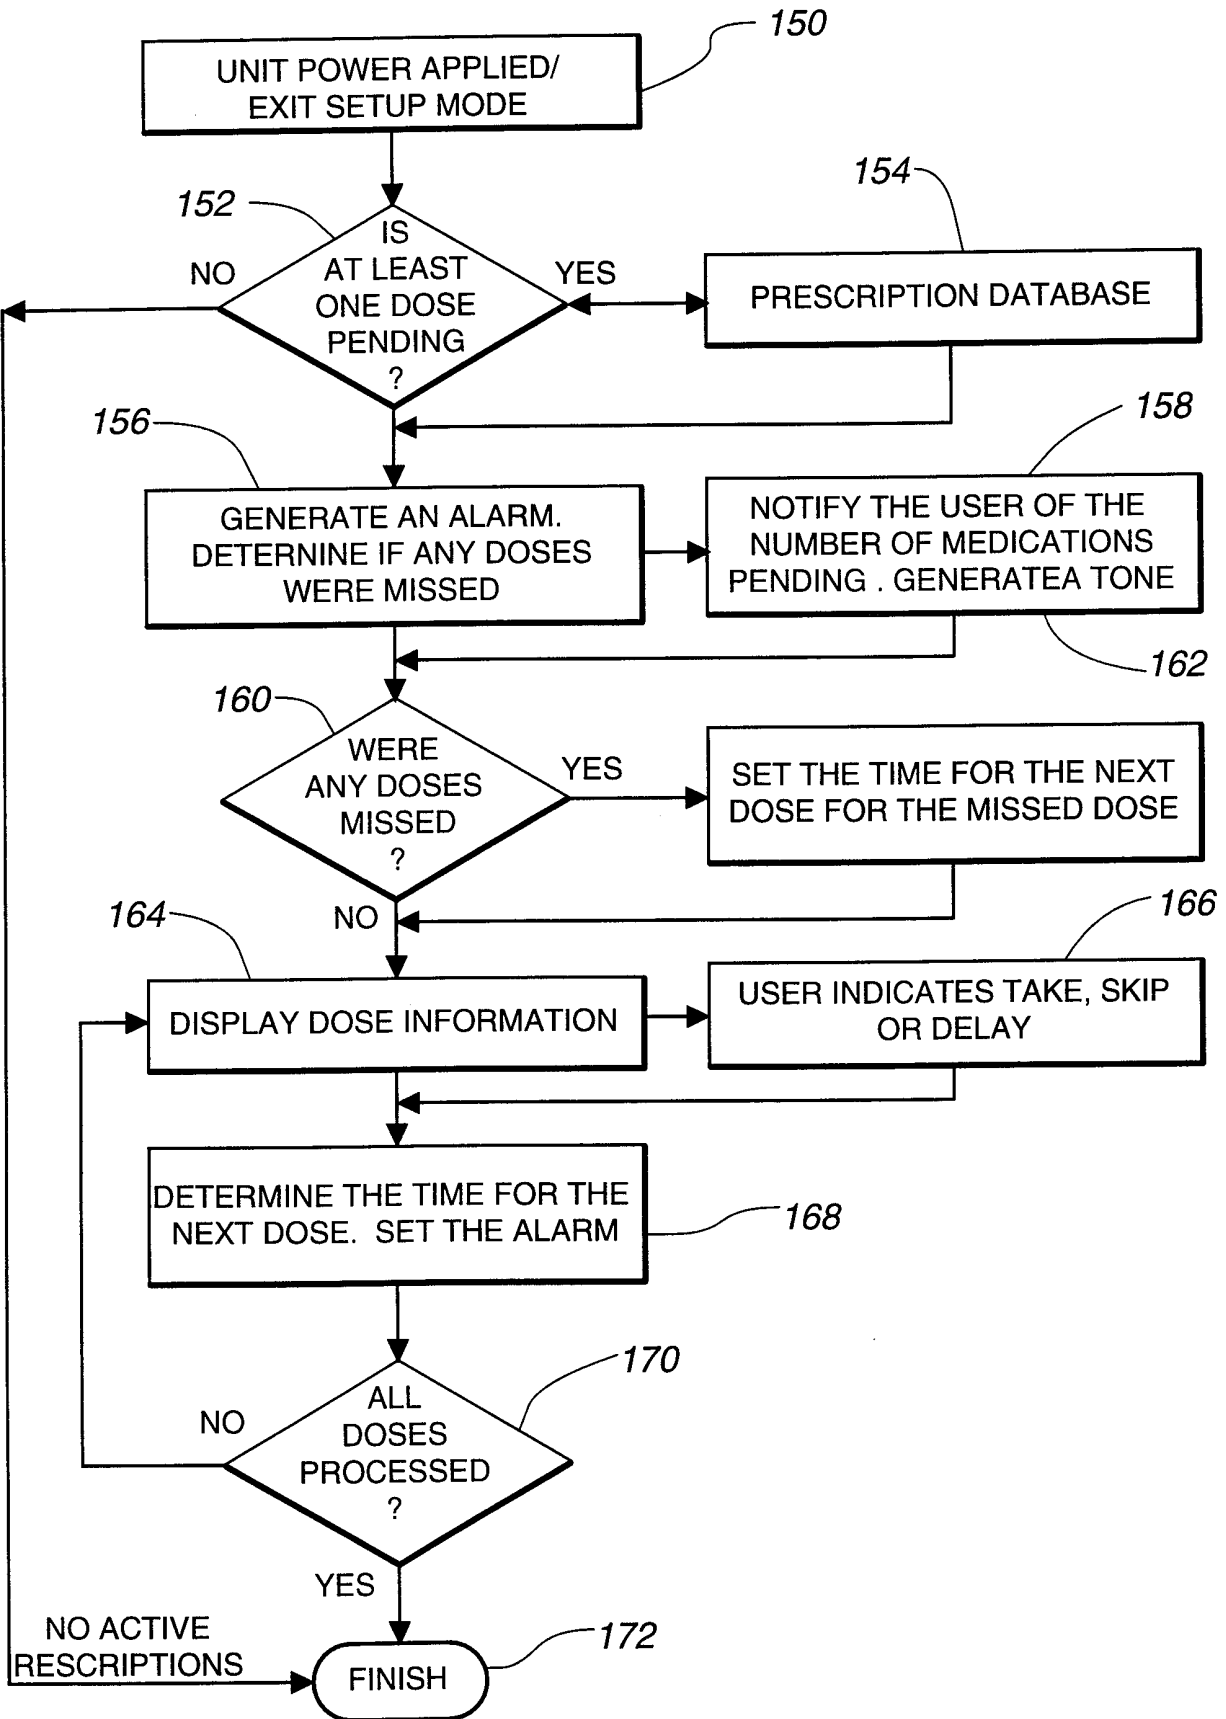 150
UNIT POWER APPLIED/
EXIT SETUP MODE
152
154
IS
AT LEAST
ONE DOSE
PENDING
?
NO
YES
PRESCRIPTION DATABASE
156
158
GENERATE AN ALARM.
DETERNINE IF ANY DOSES
WERE MISSED
NOTIFY THE USER OF THE
NUMBER OF MEDICATIONS
PENDING . GENERATEA TONE
162
160
WERE
ANY DOSES
MISSED
?
YES
SET THE TIME FOR THE NEXT
DOSE FOR THE MISSED DOSE
NO
164
166
DISPLAY DOSE INFORMATION
USER INDICATES TAKE, SKIP
OR DELAY
DETERMINE THE TIME FOR THE
NEXT DOSE. SET THE ALARM
168
170
ALL
DOSES
PROCESSED
?
NO
YES
NO ACTIVE
RESCRIPTIONS
172
FINISH